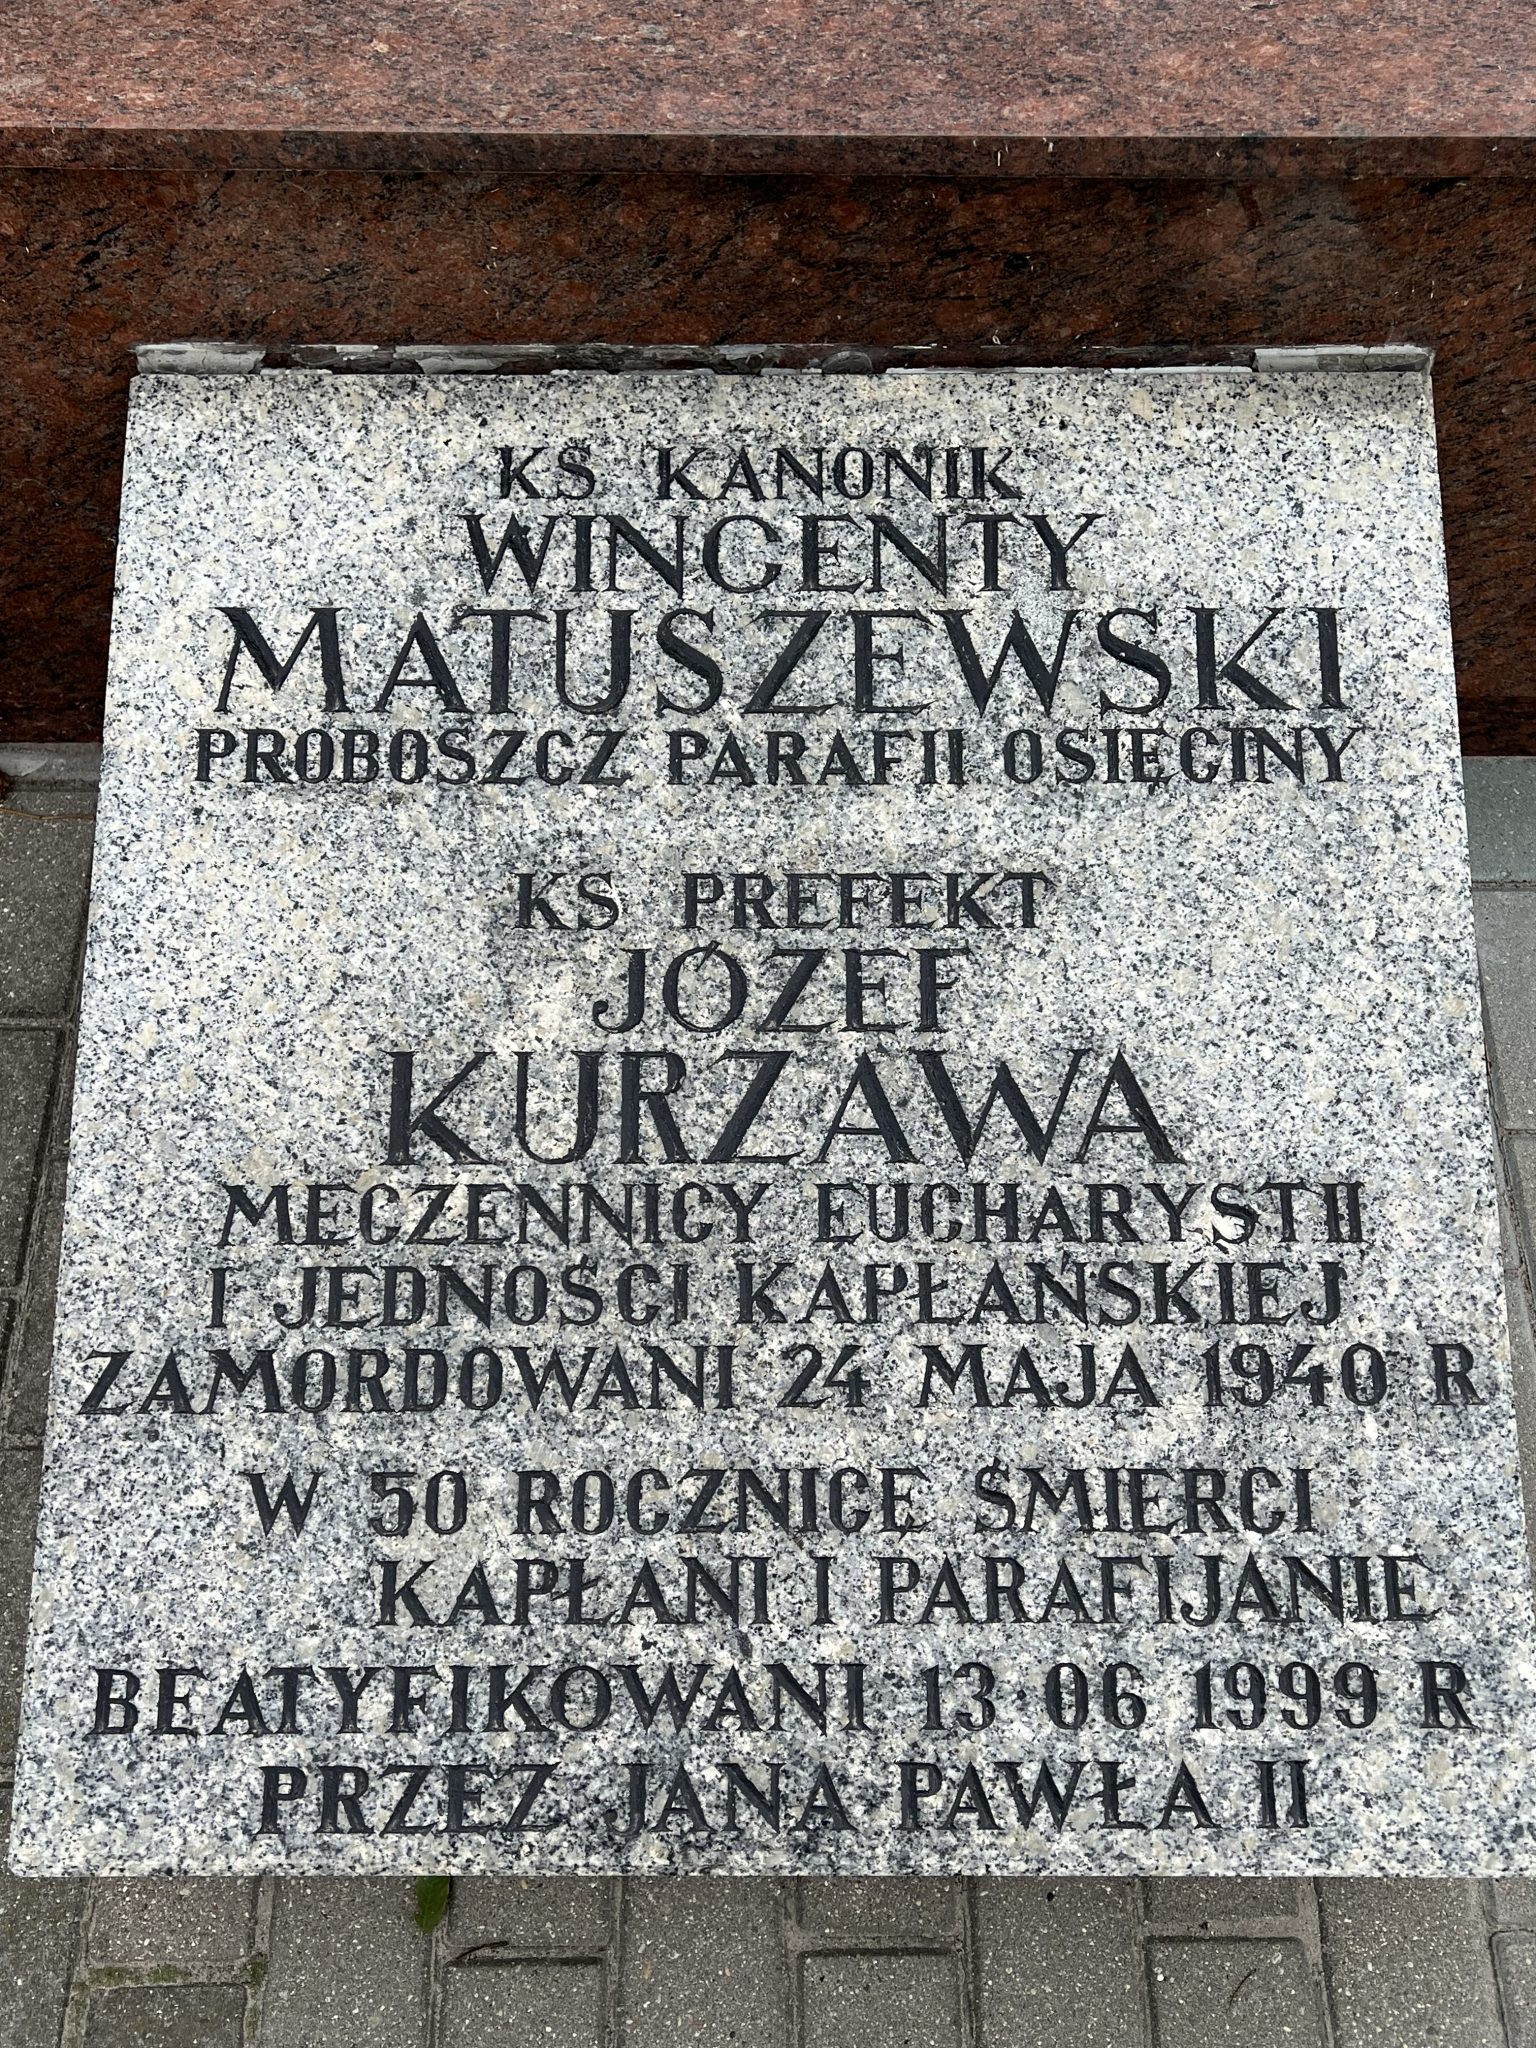 KS KANONIK
WINCENTY
MATUSZEWSKI
PROBOSZCZ PARAFII OSIĘCINY
KS PREFEKT
JÓZEF
KURZAWA
MĘCZENNICY EUCHARYSTII
I JEDNOŚCI KAPŁAŃSKIEJ
ZAMORDOWANI 24 MAJA 1940 R
W 50 ROCZNICĘ ŚMIERCI
KAPŁANI I PARAFIJANIE
BEATYFIKOWANI 13 06 1999 R
PRZEZ JANA PAWŁA II